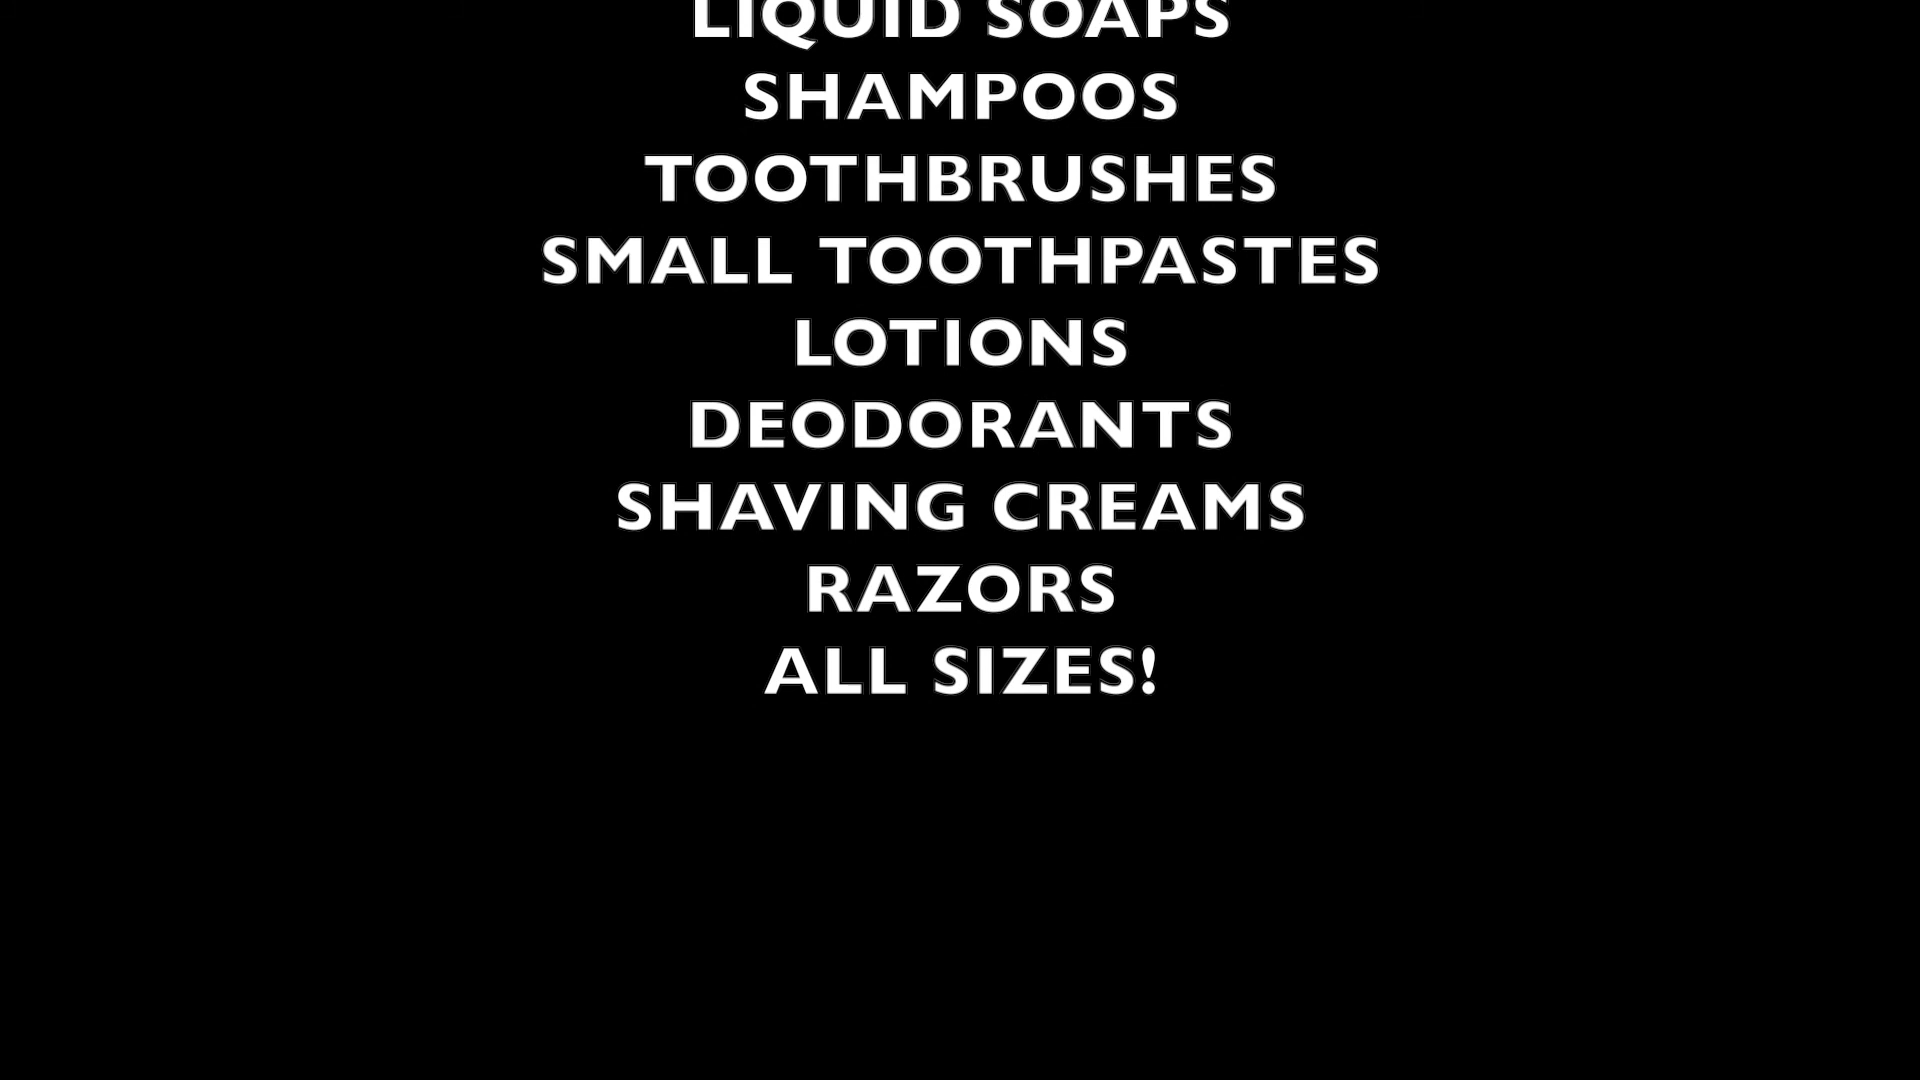 LIQUID SOAPS
SHAMPOOS
TOOTHBRUSHES
SMALL TOOTHPASTES
LOTIONS
DEODORANTS
SHAVING CREAMS
RAZORS
ALL SIZES!